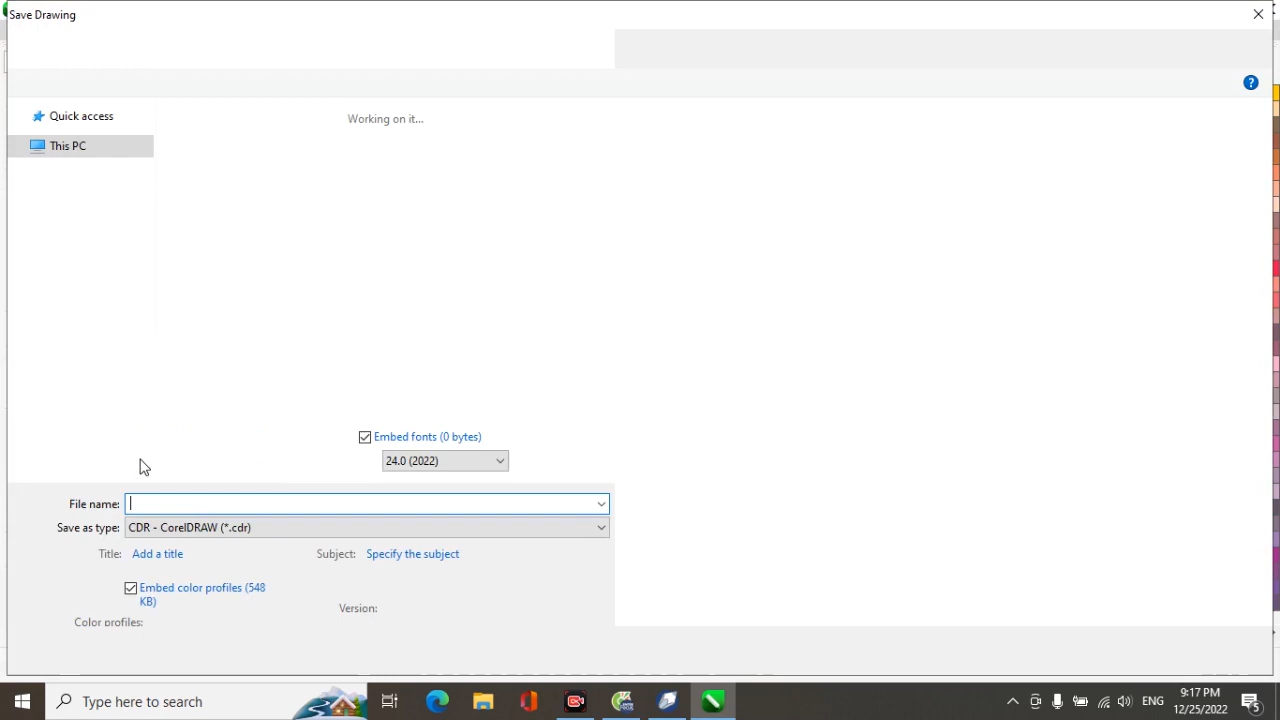 Save Drawing
Quick access
Working on it...
This PC
Embed fonts (0 bytes)
24.0 (2022)
File name:
Save as type: CDR - CorelDRAW (*.cdr)
Title: Add a title Subject: Specify the subject
Embed color profiles (548
KB)
Version:
Color profiles:
Type here to search
ENG
9:17 PM
12/25/2022
5